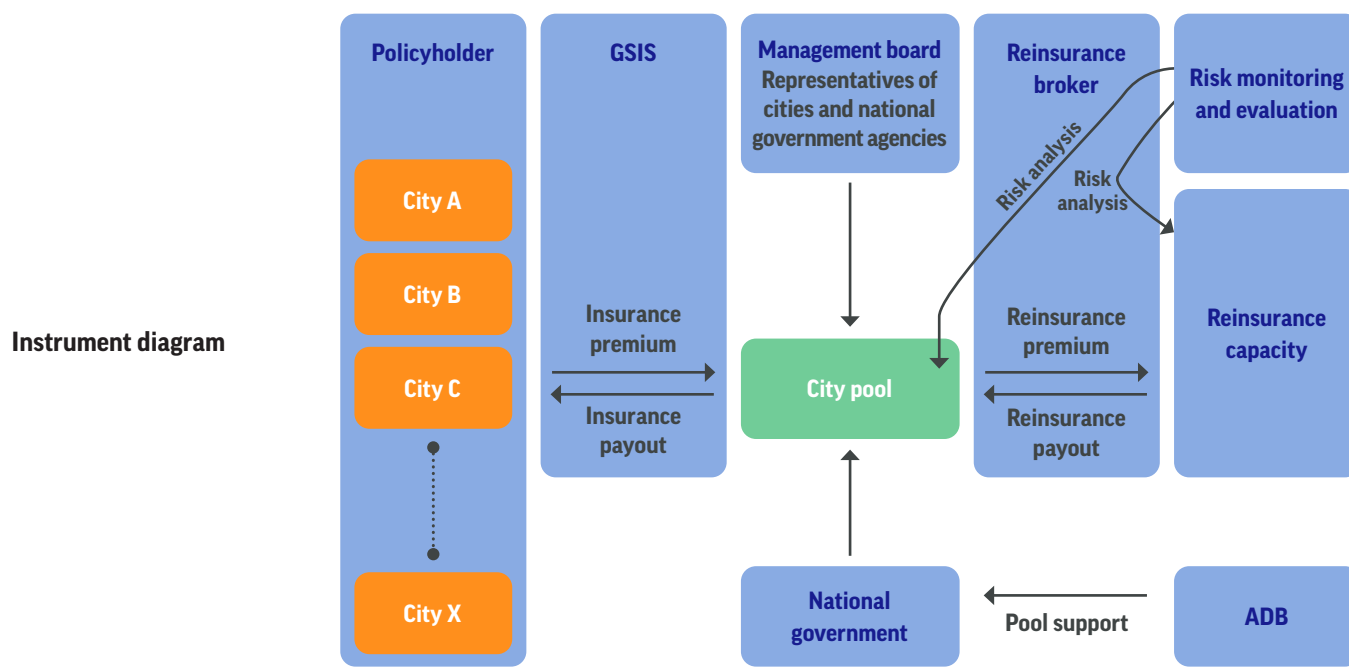 Instrument diagram
Policyholder
City A
City B
City C
City X
GSIS
Insurance
premium
Insurance
payout
Management board
Representatives of
cities and national
government agencies
City pool
National
government
Reinsurance
broker
Risk analysis
Risk
analysis
Reinsurance
premium
Reinsurance
payout
Pool support
Risk monitoring
and evaluation
Reinsurance
capacity
ADB